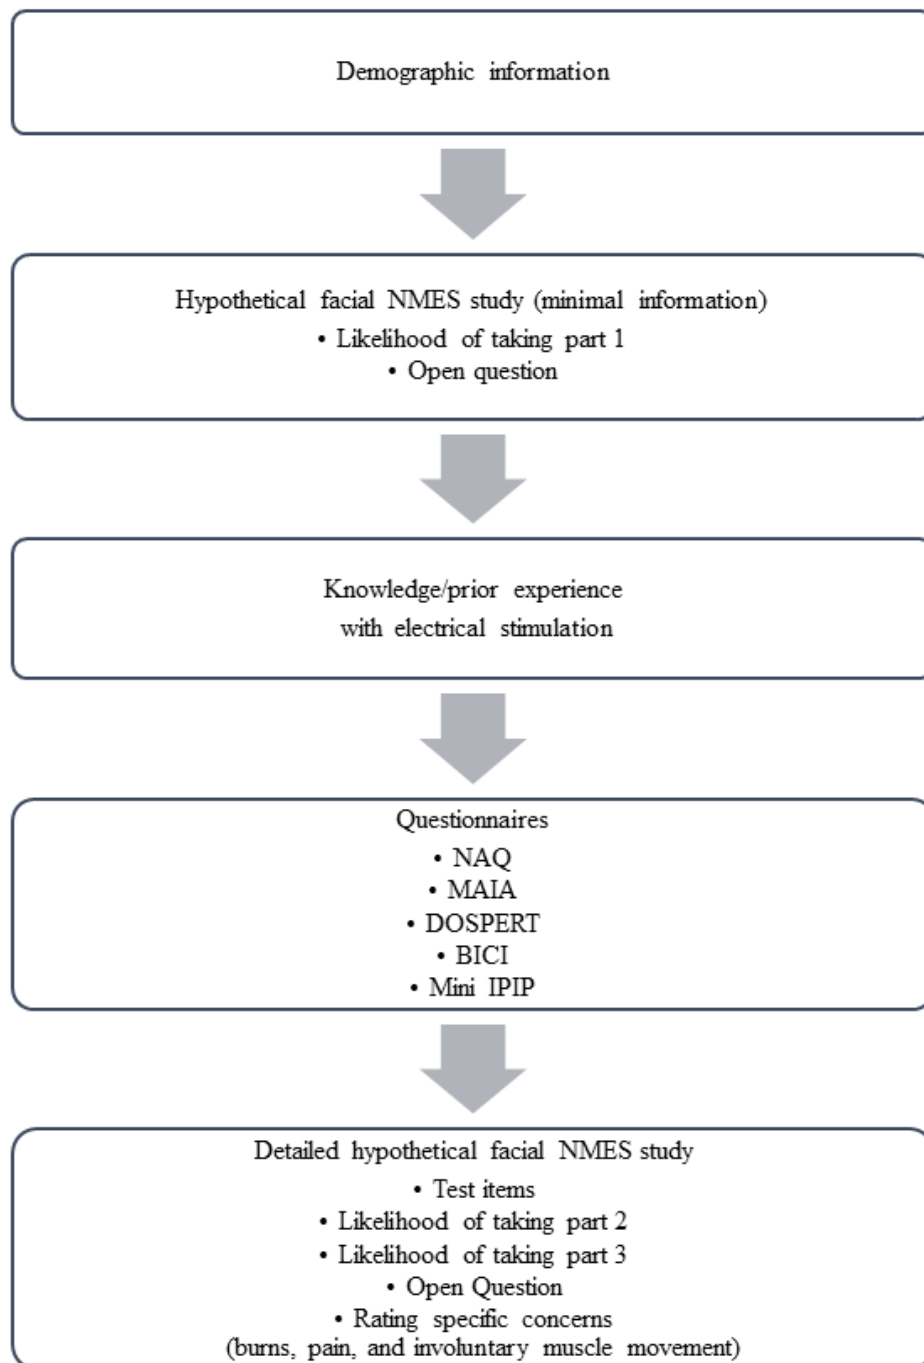 Demographic information
Hypothetical facial NMES study (minimal information)
• Likelihood of taking part 1
• Open question
Knowledge/prior experience
with electrical stimulation
Questionnaires
• NAQ
• MAIA
• DOSPERT
• BICI
• Mini IPIP
Detailed hypothetical facial NMES study
• Test items
• Likelihood of taking part 2
• Likelihood of taking part 3
• Open Question
• Rating specific concerns
(burns, pain, and involuntary muscle movement)